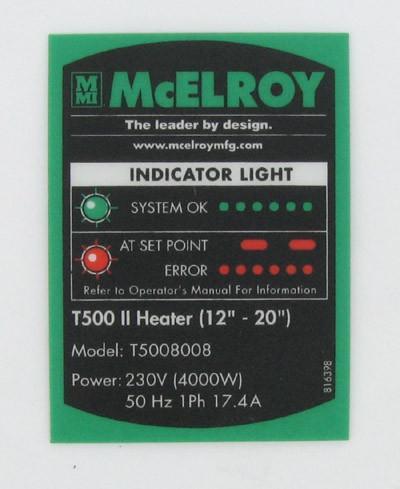 MMI McELROY
The leader by design.
www.mcelroymfg.com
INDICATOR LIGHT
SYSTEM OK
AT SET POINT
ERROR
Refer to Operator's Manual For Information
T500 II Heater (12" - 20")
Model: T5008008
Power: 230V (4000W)
50 Hz 1Ph 17.4A
816398